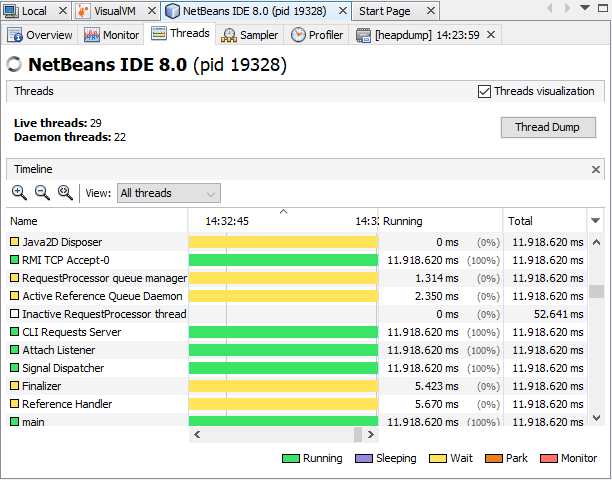 Local VisualVM NetBeans IDE 8.0 (pid 19328) Start Page
Overview Monitor Threads Sampler Profiler [heapdump] 14:23:59
NetBeans IDE 8.0 (pid 19328)
Threads Threads visualization
Live threads: 29
Daemon threads: 22
Thread Dump
Timeline
View: All threads
Name 14:32:45 14:32 Running Total
Java2D Disposer 0 ms (0%) 11.918.620 ms
RMI TCP Accept-0 11.918.620 ms (100%) 11.918.620 ms
RequestProcessor queue manager 1.314 ms (0%) 11.918.620 ms
Active Reference Queue Daemon 2.350 ms (0%) 11.918.620 ms
Inactive RequestProcessor thread 0 ms (0%) 52.641 ms
CLI Requests Server 11.918.620 ms (100%) 11.918.620 ms
Attach Listener 11.918.620 ms (100%) 11.918.620 ms
Signal Dispatcher 11.918.620 ms (100%) 11.918.620 ms
Finalizer 5.423 ms (0%) 11.918.620 ms
Reference Handler 5.670 ms (0%) 11.918.620 ms
main 11.918.620 ms (100%) 11.918.620 ms
Running Sleeping Wait Park Monitor